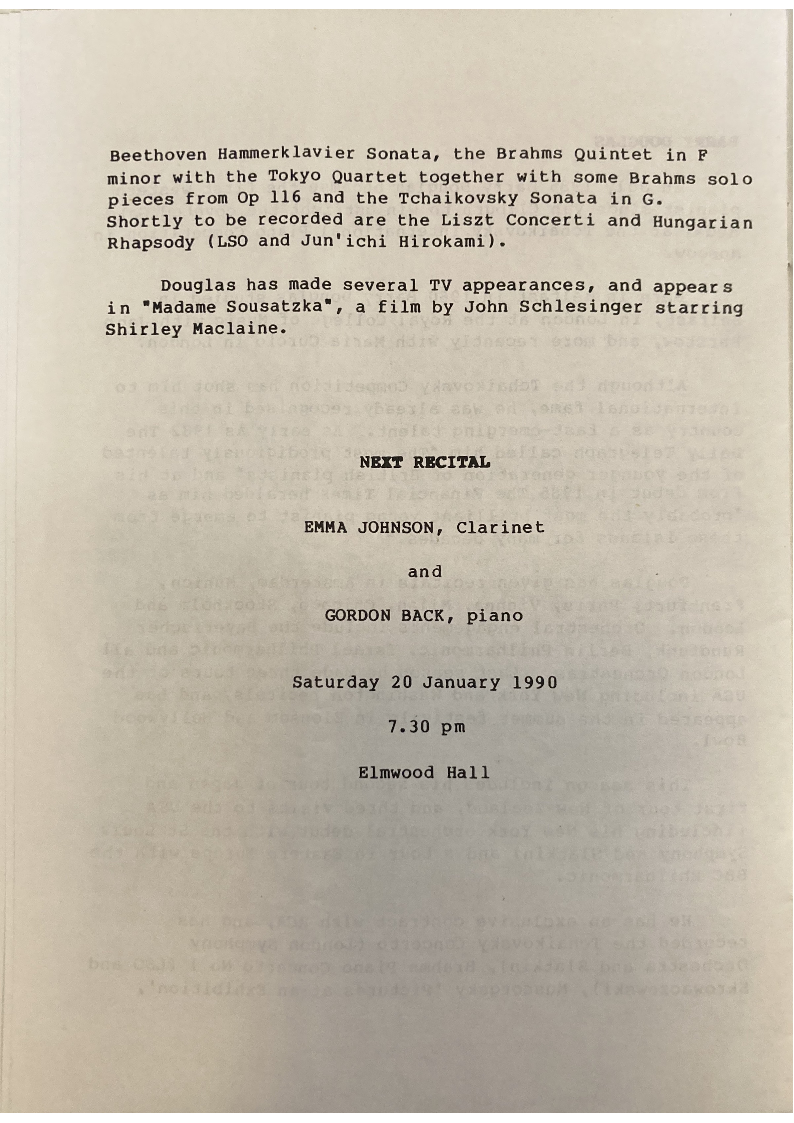 Beethoven Hammerklavier Sonata, the Brahms Quintet in F
minor with the Tokyo Quartet together with some Brahms solo
pieces from Op 116 and the Tchaikovsky Sonata in G.
Shortly to be recorded are the Liszt Concerti and Hungarian
Rhapsody (LSO and Jun'ichi Hirokami).
Douglas has made several TV appearances, and appears
in "Madame Sousatzka", a film by John Schlesinger starring
Shirley Maclaine.
NEXT RECITAL
EMMA JOHNSON, Clarinet
and
GORDON BACK, piano
Saturday 20 January 1990
7.30 pm
Elmwood Hall